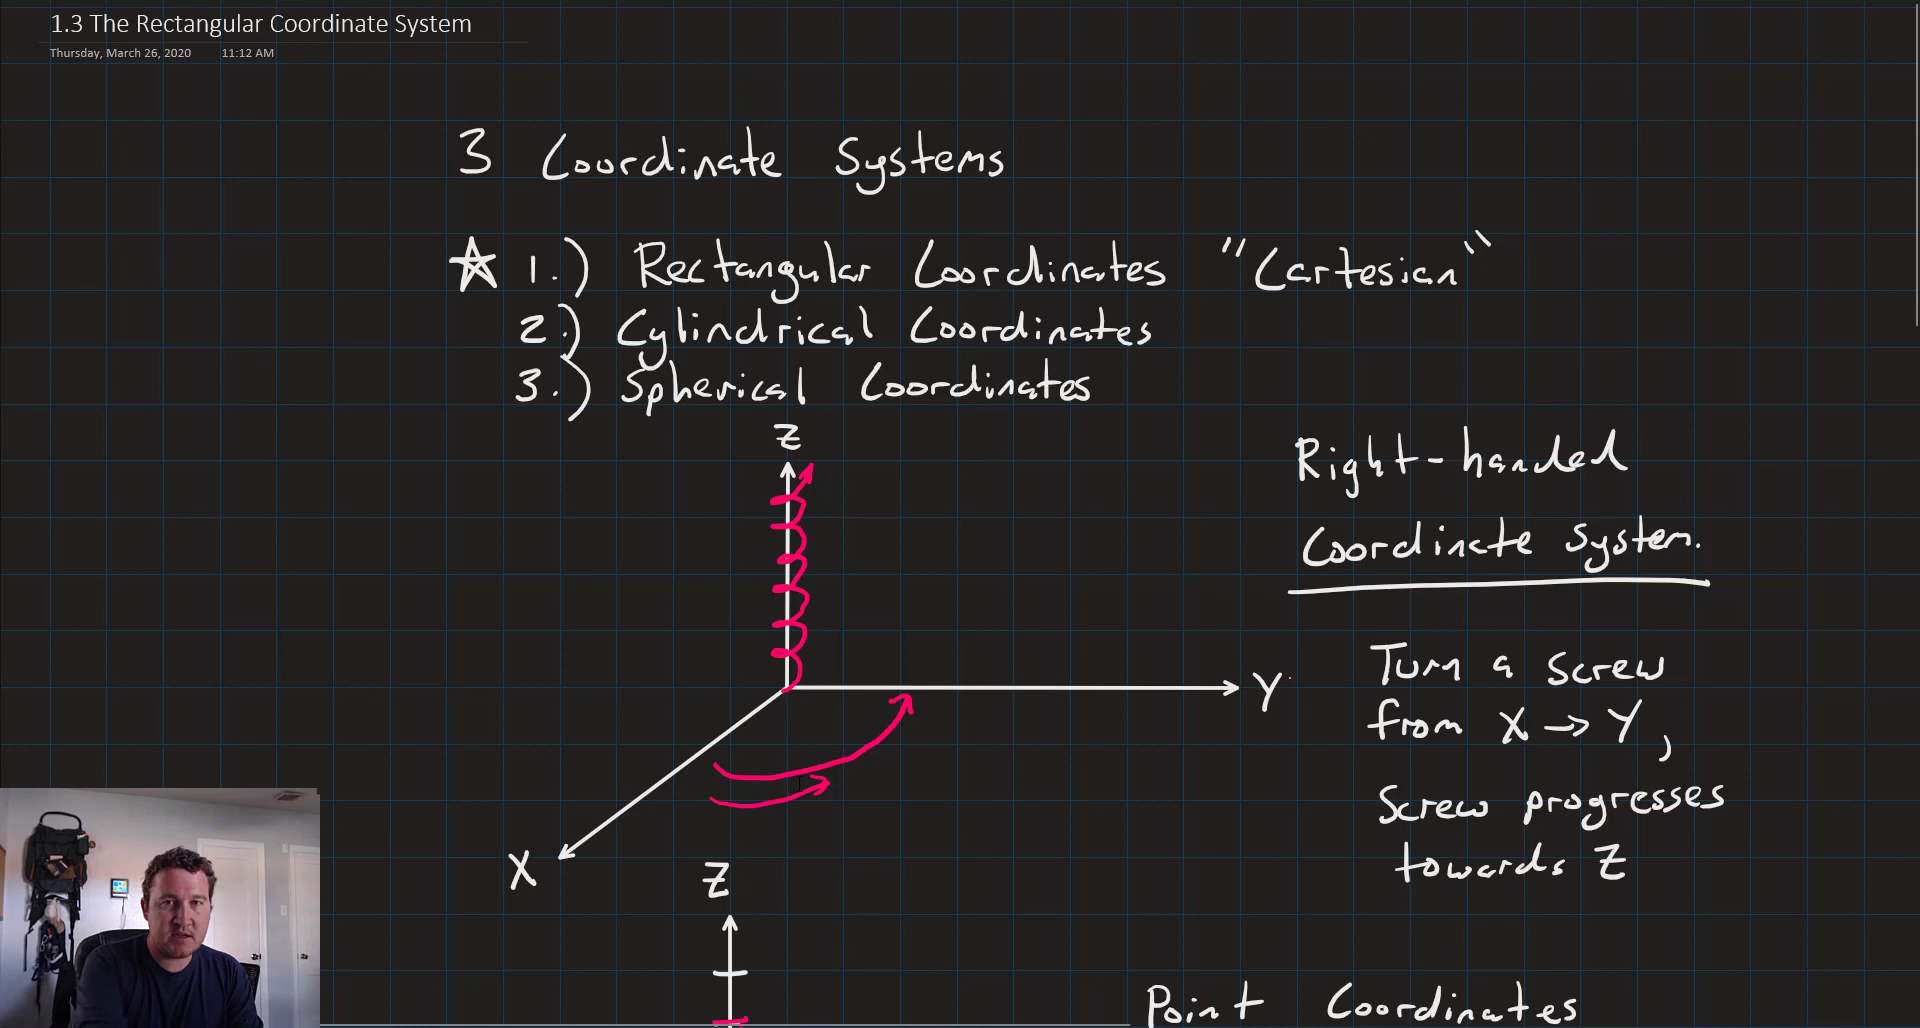 1.3 The Rectangular Coordinate System
Thursday, March 26, 2020 11:12 AM
3 Coordinate Systems
1.) Rectangular Coordinates "Cartesian"
2.) Cylindrical Coordinates
3.) Spherical Coordinates
Z
Y
X
Right-handed
Coordinate System.
Turn a screw
from X → Y,
Screw progresses
towards Z
Z
Point Coordinates